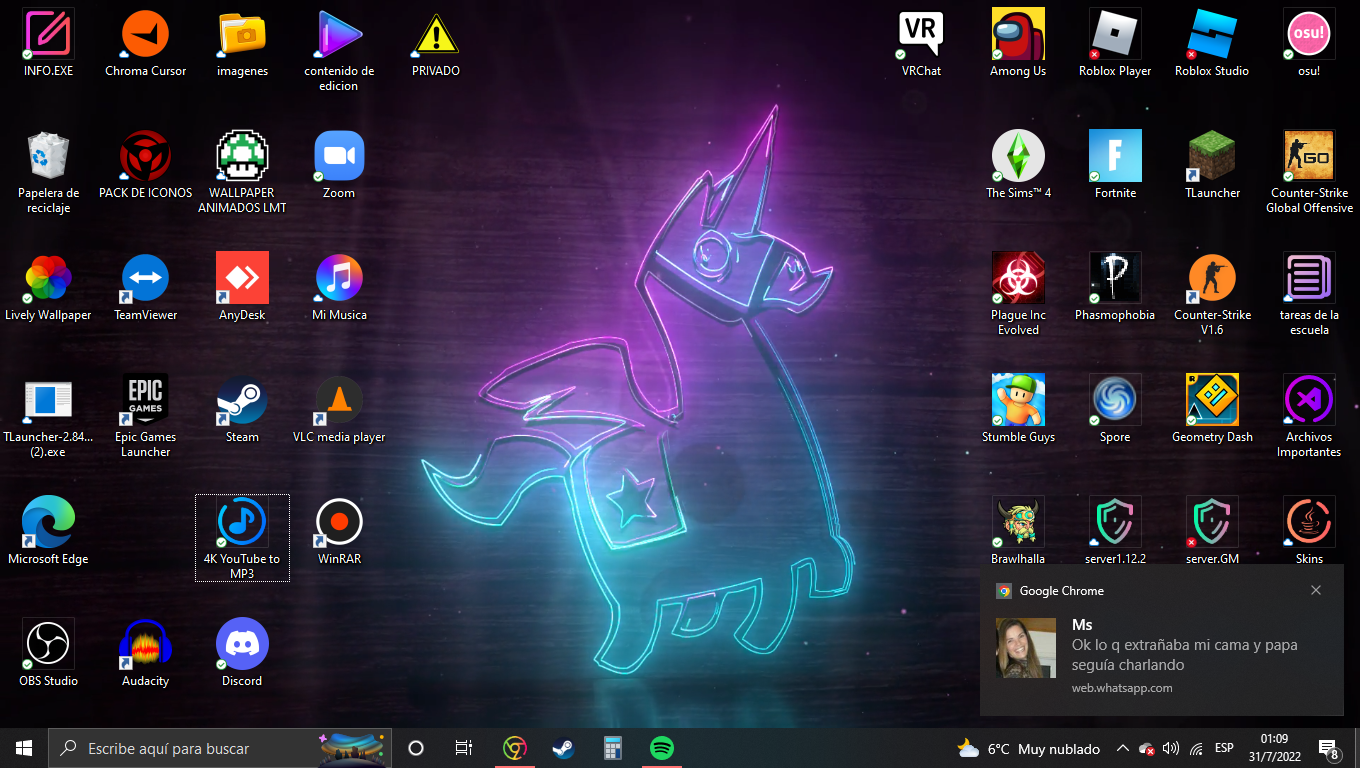 INFO.EXE
Chroma Cursor
imagenes
contenido de
edicion
PRIVADO
VR
VRChat
Among Us
Roblox Player
Roblox Studio
osu!
osu!
Papelera de
reciclaje
PACK DE ICONOS
WALLPAPER
ANIMADOS LMT
Zoom
The Sims™ 4
F
Fortnite
TLauncher
GO
Counter-Strike
Global Offensive
Lively Wallpaper
TeamViewer
AnyDesk
Mi Musica
Plague Inc
Evolved
P
Phasmophobia
Counter-Strike
V1.6
tareas de la
escuela
TLauncher-2.84...
(2).exe
EPIC
GAMES
Epic Games
Launcher
Steam
VLC media player
Stumble Guys
Spore
Geometry Dash
Archivos
Importantes
Microsoft Edge
4K YouTube to
MP3
WinRAR
Brawlhalla
server1.12.2
server.GM
Skins
Google Chrome
Ms
Ok lo q extrañaba mi cama y papa
seguía charlando
web.whatsapp.com
OBS Studio
Audacity
Discord
Escribe aquí para buscar
6°C Muy nublado
ESP
01:09
31/7/2022
8